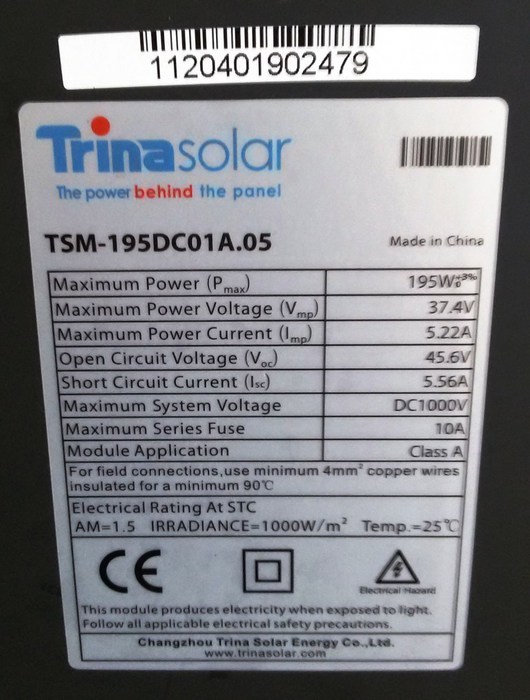 1120401902479
Trinasolar
The power behind the panel
TSM-195DC01A.05 Made in China
Maximum Power (Pmax) 195W+3% 0
Maximum Power Voltage (Vmp) 37.4V
Maximum Power Current (Imp) 5.22A
Open Circuit Voltage (Voc) 45.6V
Short Circuit Current (Isc) 5.56A
Maximum System Voltage DC1000V
Maximum Series Fuse 10A
Module Application Class A
For field connections,use minimum 4mm² copper wires
insulated for a minimum 90℃
Electrical Rating At STC
AM=1.5 IRRADIANCE=1000W/m² Temp.=25℃
CE
Electrical Hazard
This module produces electricity when exposed to light.
Follow all applicable electrical safety precautions.
Changzhou Trina Solar Energy Co.,Ltd.
www.trinasolar.com